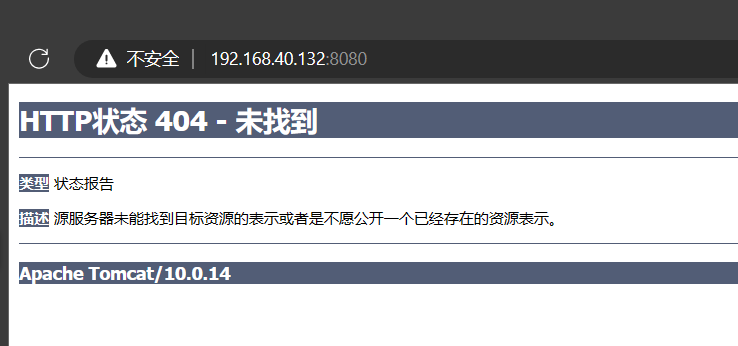 不安全 | 192.168.40.132:8080
HTTP状态 404 - 未找到
类型 状态报告
描述 源服务器未能找到目标资源的表示或者是不愿公开一个已经存在的资源表示。
Apache Tomcat/10.0.14